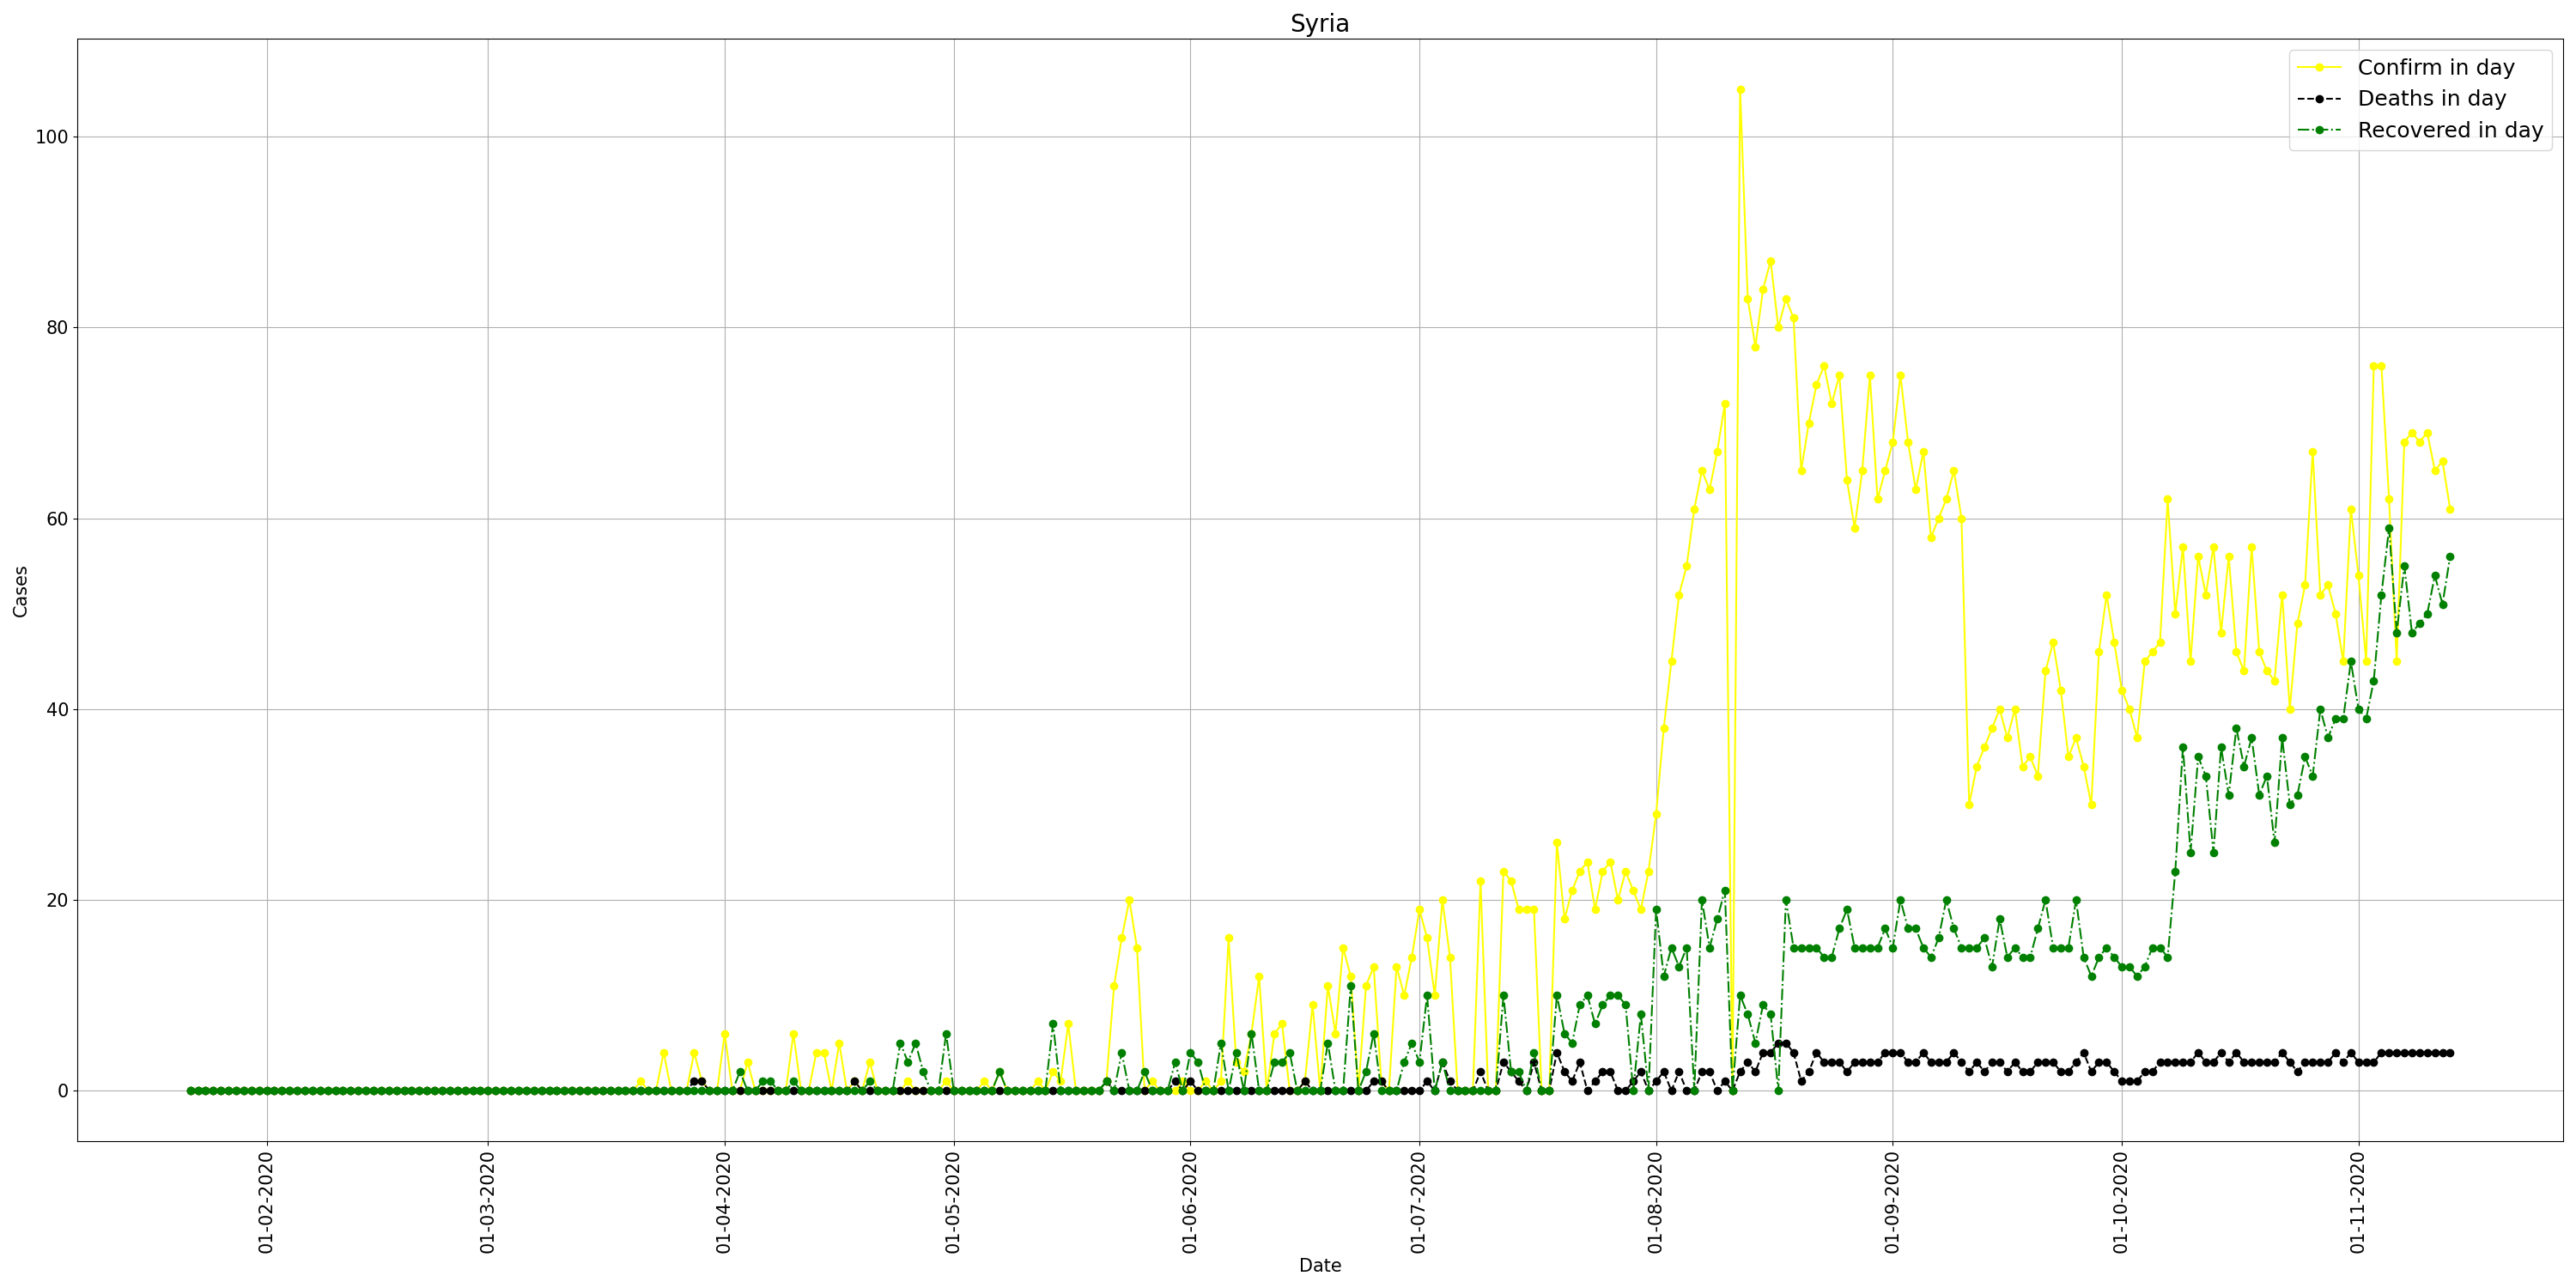 Syria
Confirm in day
Deaths in day
Recovered in day
100
80
60
40
20
0
Cases
01-02-2020
01-03-2020
01-04-2020
01-05-2020
01-06-2020
01-07-2020
01-08-2020
01-09-2020
01-10-2020
01-11-2020
Date